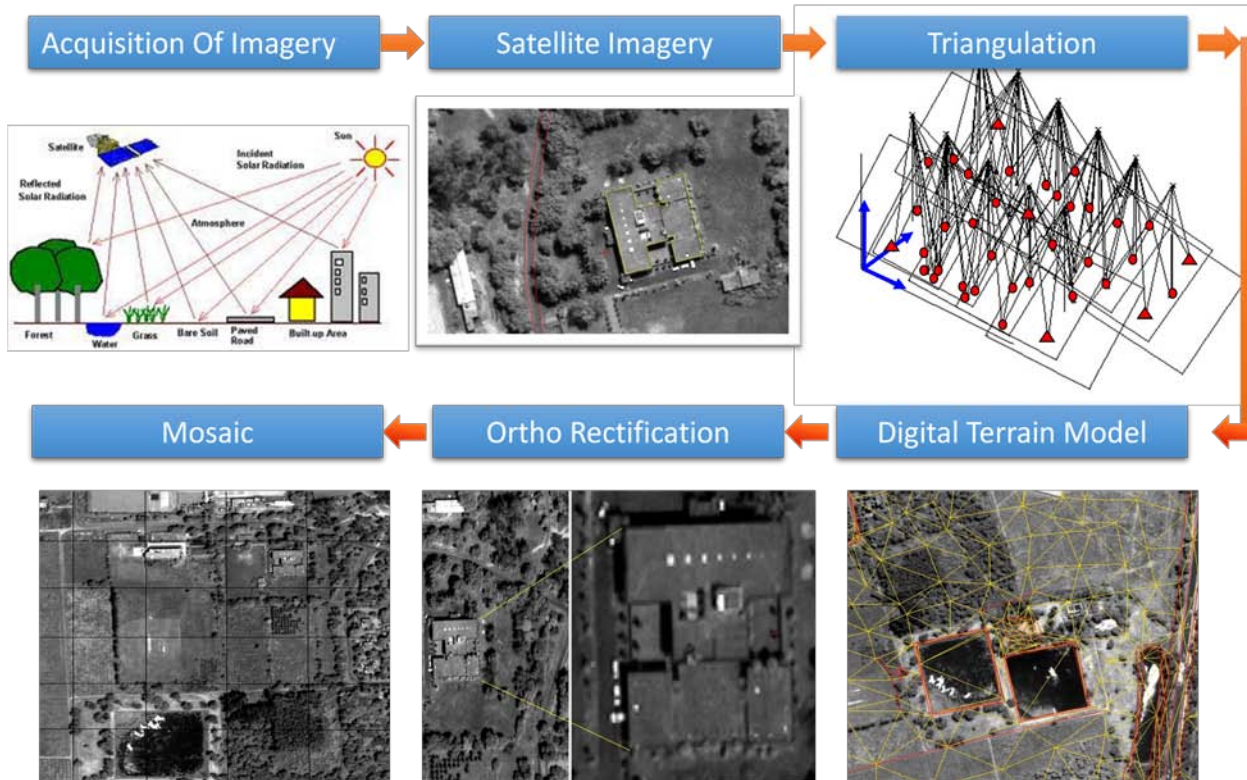 Acquisition Of Imagery
Satellite Imagery
Triangulation
Satellite
Sun
Incident
Solar Radiation
Reflected
Solar Radiation
Atmosphere
Forest
Water
Grass
Bare Soil
Paved
Road
Built-up Area
Mosaic
Ortho Rectification
Digital Terrain Model